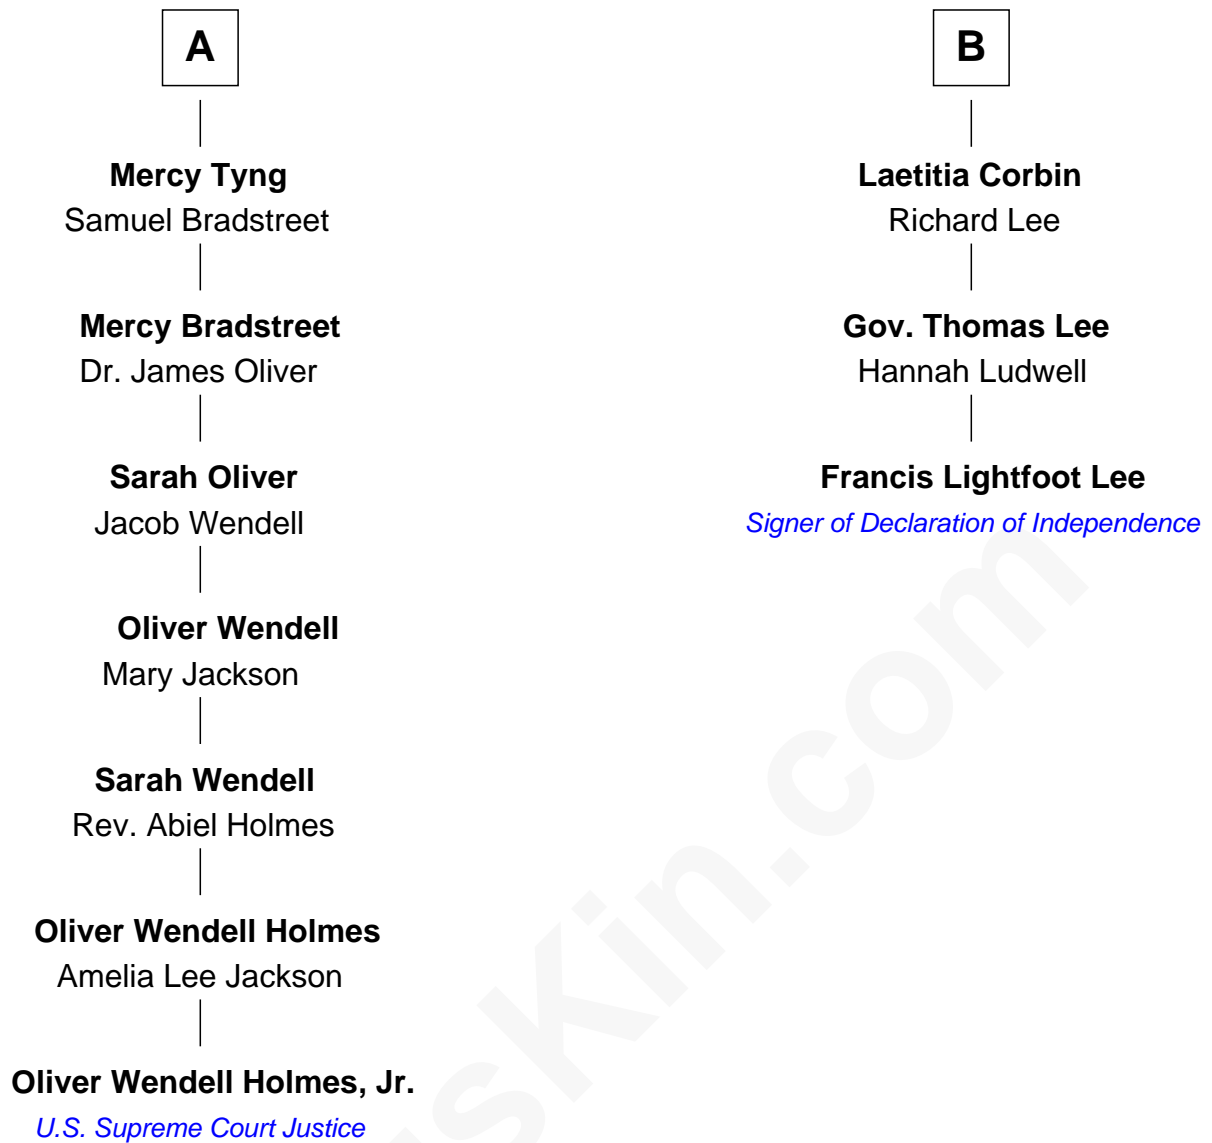 A
Mercy Tyng
Samuel Bradstreet
Mercy Bradstreet
Dr. James Oliver
Sarah Oliver
Jacob Wendell
Oliver Wendell
Mary Jackson
Sarah Wendell
Rev. Abiel Holmes
Oliver Wendell Holmes
Amelia Lee Jackson
Oliver Wendell Holmes, Jr.
U.S. Supreme Court Justice
B
Laetitia Corbin
Richard Lee
Gov. Thomas Lee
Hannah Ludwell
Francis Lightfoot Lee
Signer of Declaration of Independence
sKin.com